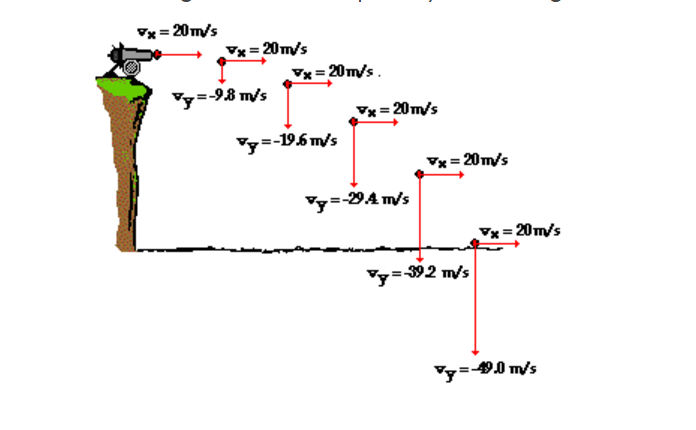 vx = 20 m/s
vx = 20 m/s
vx = 20 m/s .
vy = -9.8 m/s
vx = 20 m/s
vy = -19.6 m/s
vx = 20 m/s
vy = -29.4 m/s
vx = 20 m/s
vy = -39.2 m/s
vy = -49.0 m/s